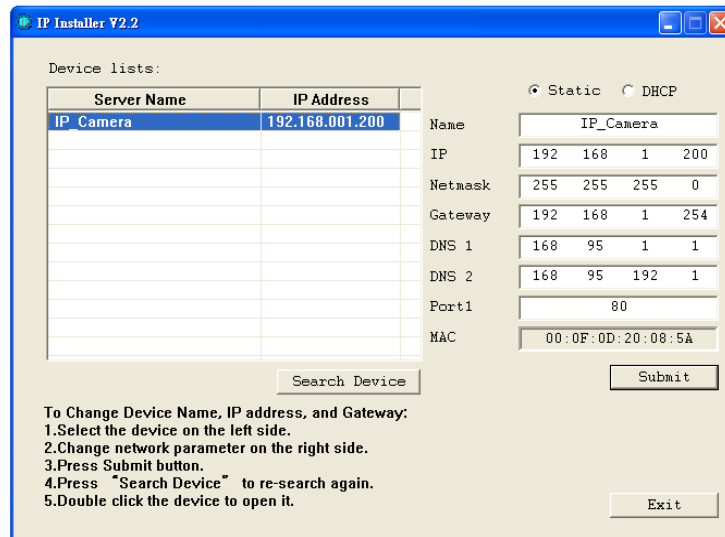 IP Installer V2.2
Device lists:
Server Name IP Address
IP_Camera 192.168.001.200
Search Device
To Change Device Name, IP address, and Gateway:
1.Select the device on the left side.
2.Change network parameter on the right side.
3.Press Submit button.
4.Press “Search Device” to re-search again.
5.Double click the device to open it.
Static DHCP
Name IP_Camera
IP 192 168 1 200
Netmask 255 255 255 0
Gateway 192 168 1 254
DNS 1 168 95 1 1
DNS 2 168 95 192 1
Port1 80
MAC 00:0F:0D:20:08:5A
Submit
Exit